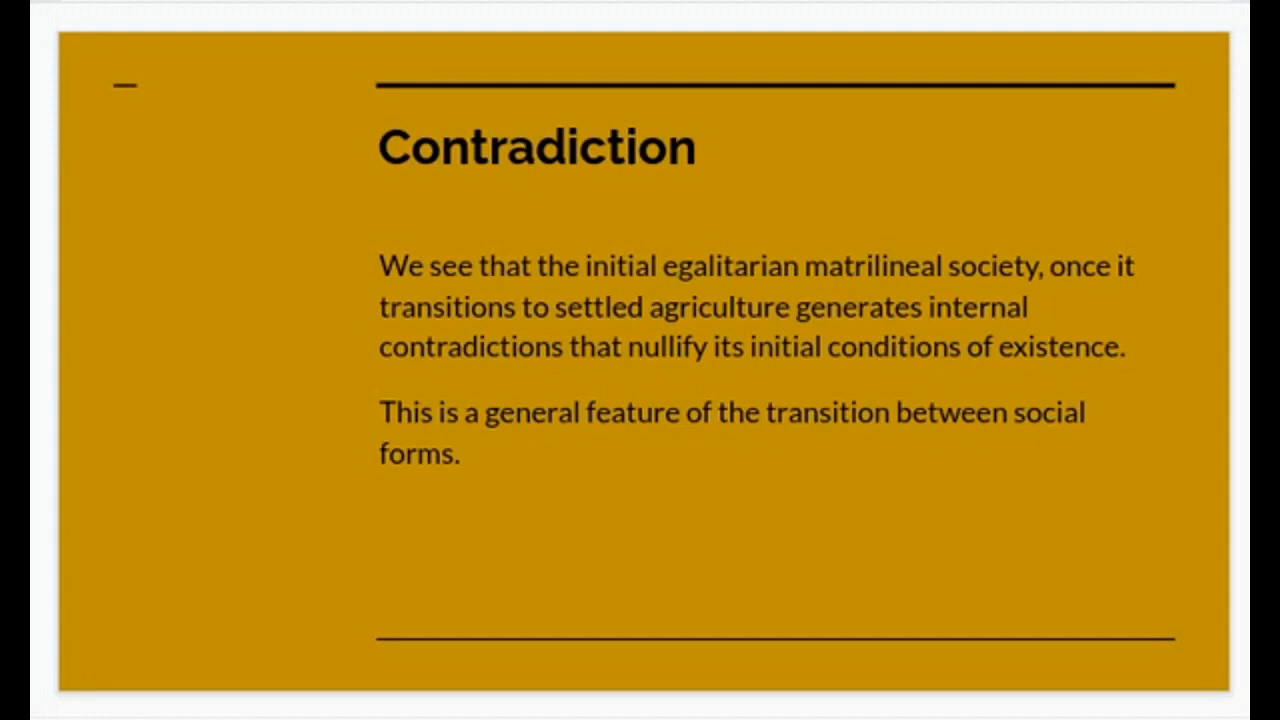 Contradiction
We see that the initial egalitarian matrilineal society, once it
transitions to settled agriculture generates internal
contradictions that nullify its initial conditions of existence.
This is a general feature of the transition between social
forms.